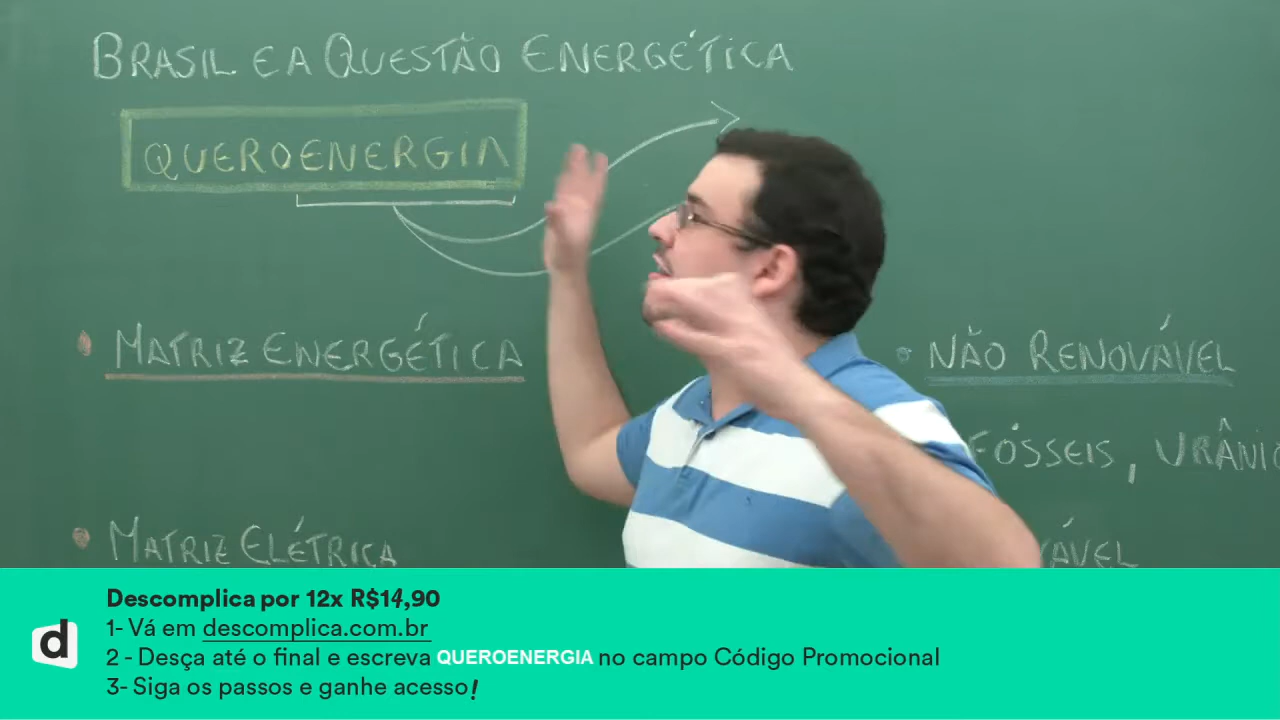 BRASIL E A QUESTÃO ENERGÉTICA
QUEROENERGIA
MATRIZ ENERGÉTICA
NÃO RENOVÁVEL
FÓSSEIS, URÂNI
MATRIZ ELÉTRICA
VÁVEL
d
Descomplica por 12x R$14,90
1- Vá em descomplica.com.br
2 - Desça até o final e escreva QUEROENERGIA no campo Código Promocional
3- Siga os passos e ganhe acesso!